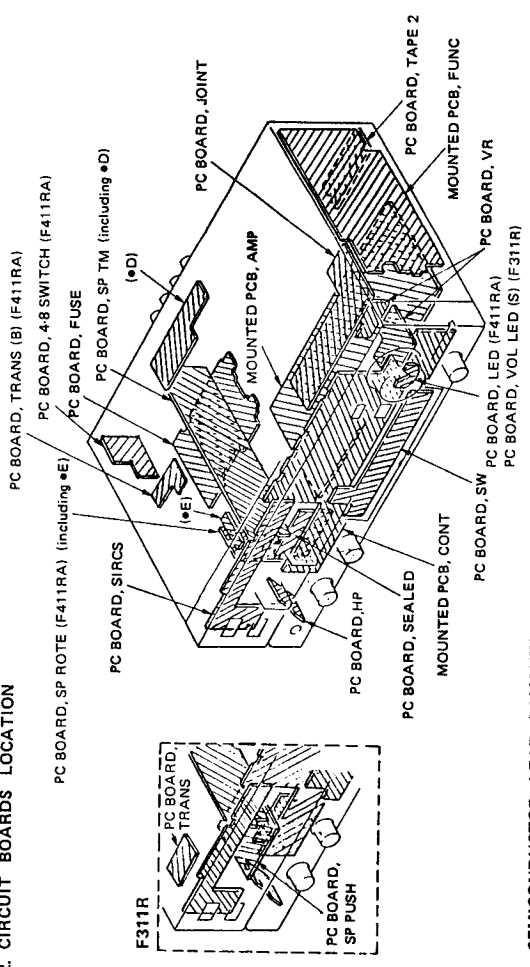 . CIRCUIT BOARDS LOCATION
PC BOARD, SP ROTE (F411RA) (including ●E)
PC BOARD, TRANS (B) (F411RA)
PC BOARD, 4·8 SWITCH (F411RA)
PC BOARD, FUSE
PC BOARD, SP TM (including ●D)
(●D)
PC BOARD, SIRCS
(●E)
MOUNTED PCB, AMP
PC BOARD, JOINT
PC BOARD, TAPE 2
MOUNTED PCB, FUNC
PC BOARD, VR
PC BOARD, LED (F411RA)
PC BOARD, VOL LED (S) (F311R)
PC BOARD, SW
MOUNTED PCB, CONT
PC BOARD, SEALED
PC BOARD, HP
F311R
PC BOARD,
TRANS
PC BOARD,
SP PUSH